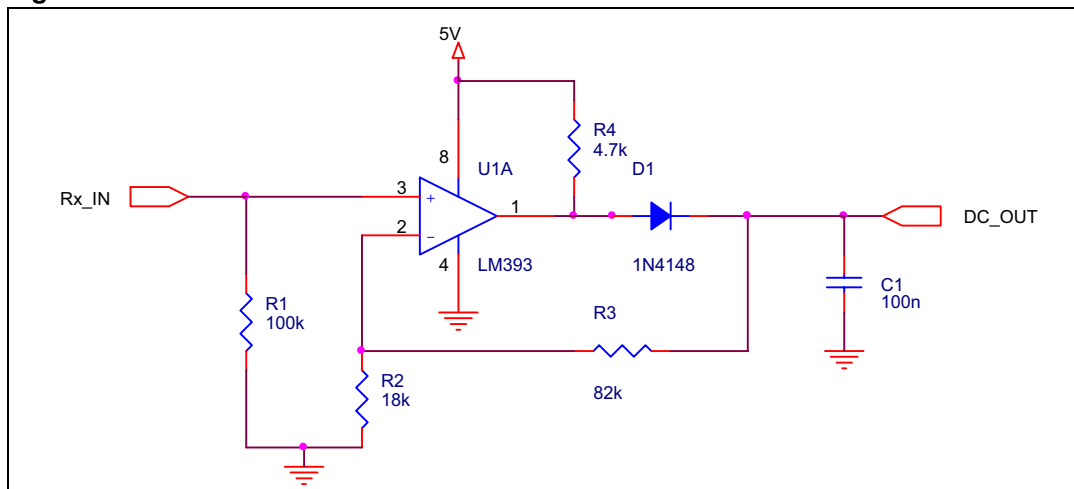 5V
R4
4.7k
D1
8
U1A
Rx_IN
3
+
1
DC_OUT
2
−
4
LM393
1N4148
C1
100n
R1
100k
R3
R2
18k
82k